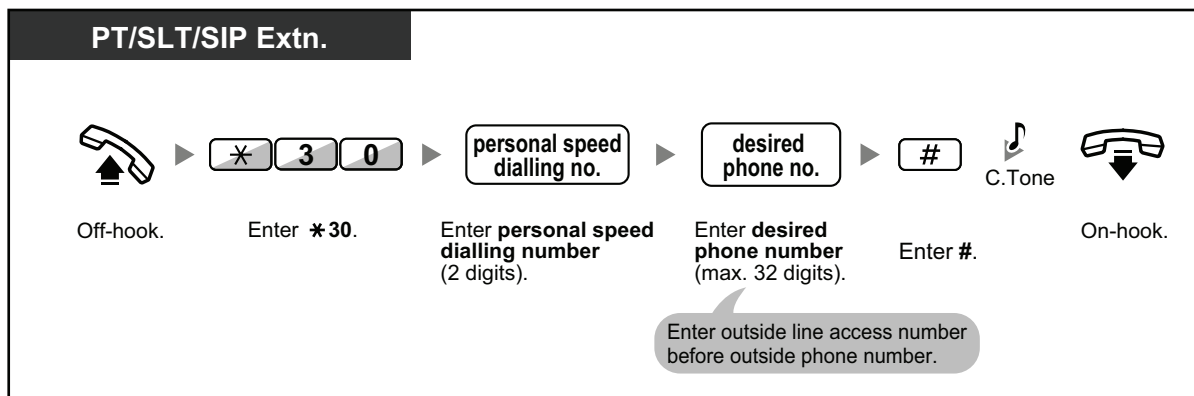 PT/SLT/SIP Extn.
* 3 0
personal speed
dialling no.
desired
phone no.
#
C.Tone
Off-hook.
Enter *30.
Enter personal speed
dialling number
(2 digits).
Enter desired
phone number
(max. 32 digits).
Enter #.
On-hook.
Enter outside line access number
before outside phone number.